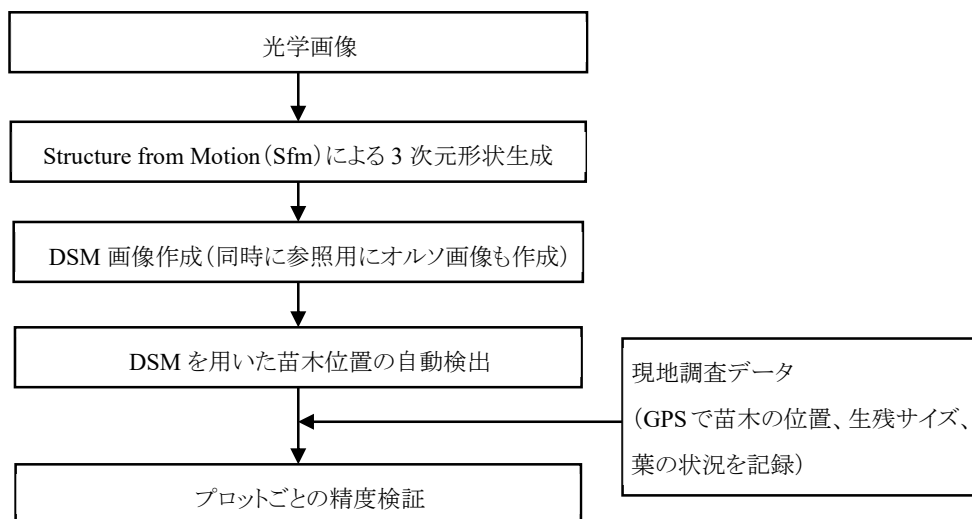 光学画像
Structure from Motion（Sfm）による 3 次元形状生成
DSM 画像作成（同時に参照用にオルソ画像も作成）
DSM を用いた苗木位置の自動検出
現地調査データ
（GPS で苗木の位置、生残サイズ、
葉の状況を記録）
プロットごとの精度検証